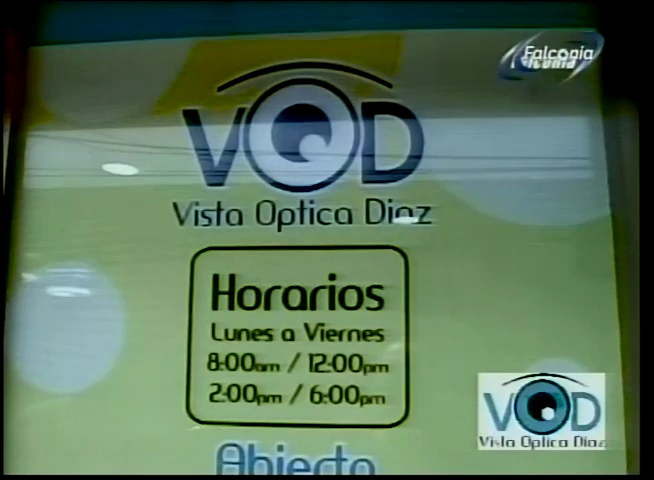 Falconia
VOD
Vista Optica Diaz
Horarios
Lunes a Viernes
8:00am / 12:00pm
2:00pm / 6:00pm
Abierto
VOD
Vista Optica Diaz